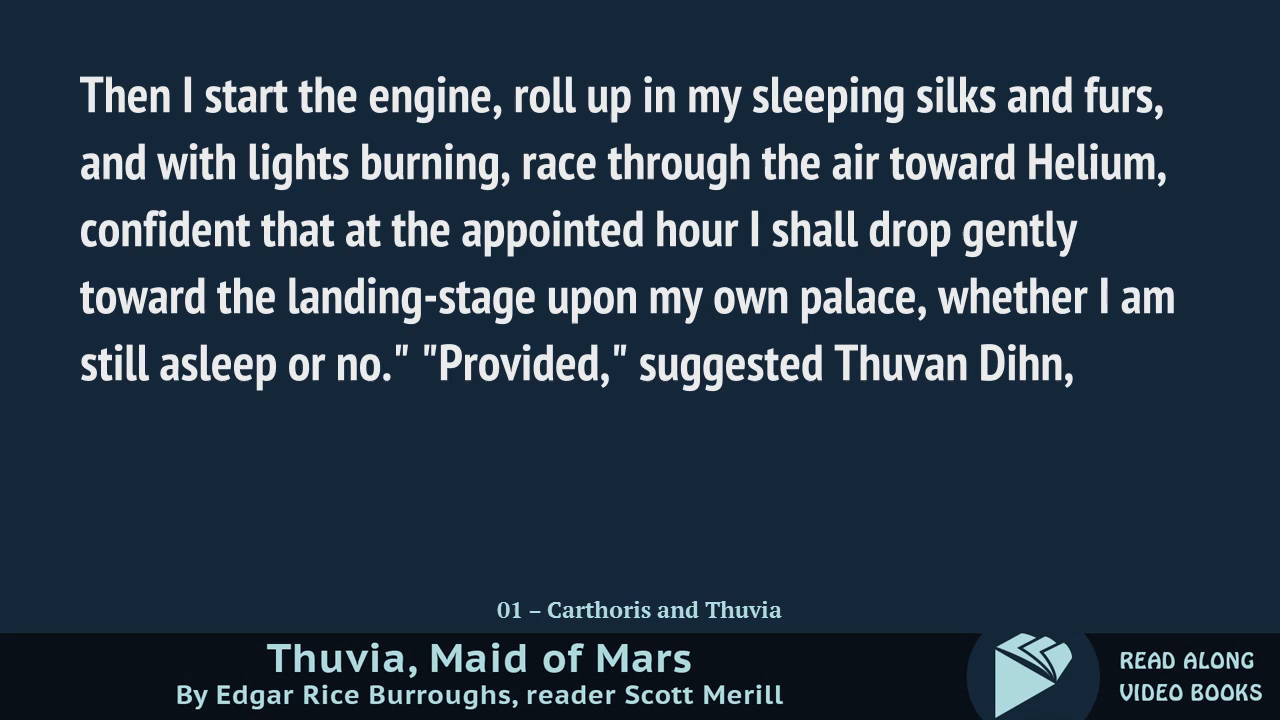 Then I start the engine, roll up in my sleeping silks and furs,
and with lights burning, race through the air toward Helium,
confident that at the appointed hour I shall drop gently
toward the landing-stage upon my own palace, whether I am
still asleep or no." "Provided," suggested Thuvan Dihn,
01 – Carthoris and Thuvia
Thuvia, Maid of Mars
By Edgar Rice Burroughs, reader Scott Merill
READ ALONG
VIDEO BOOKS